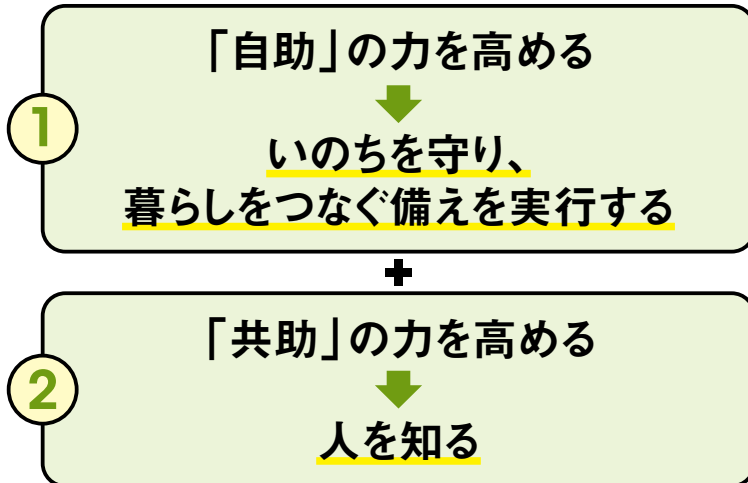 1
「自助」の力を高める
いのちを守り、
暮らしをつなぐ備えを実行する
+
2
「共助」の力を高める
人を知る